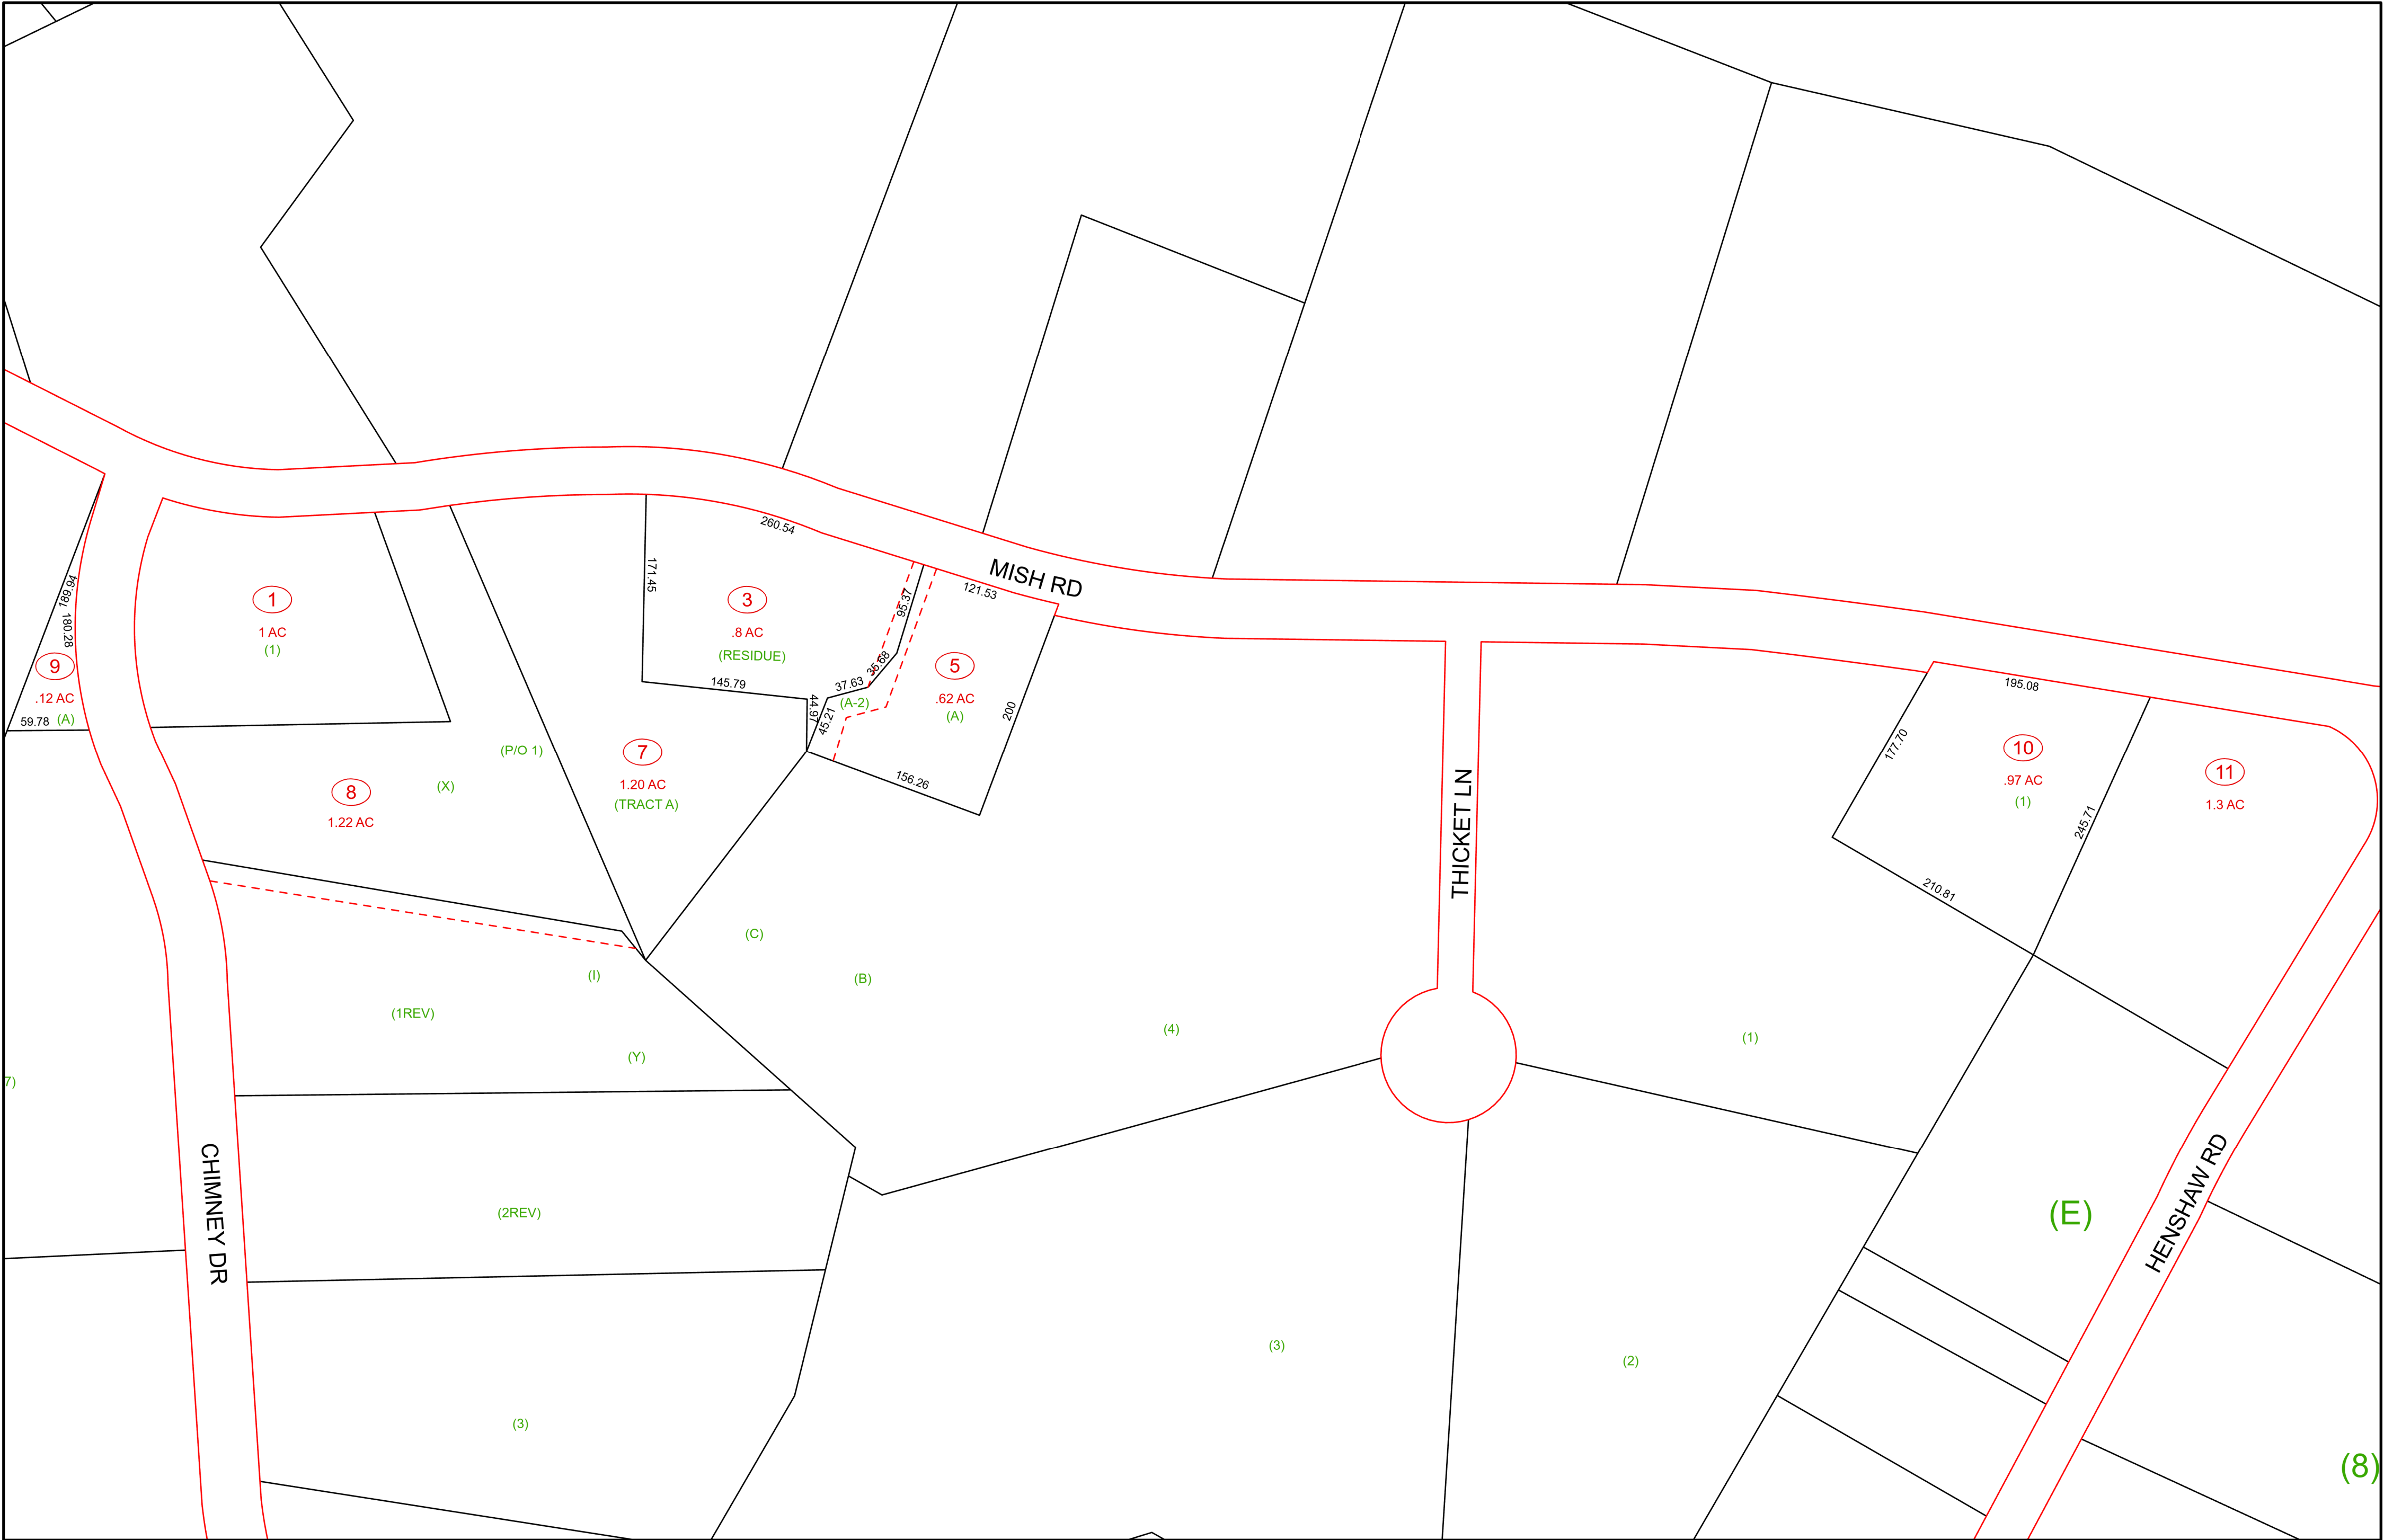 260.54
MISH RD
171.45
121.53
95.37
189.94
180.28
1
1 AC
(1)
3
.8 AC
(RESIDUE)
35.68
37.63
145.79
44.97
45.21
(A-2)
5
.62 AC
(A)
200
156.26
9
.12 AC
59.78
(A)
195.08
177.70
10
.97 AC
(1)
245.71
210.81
11
1.3 AC
(P/O 1)
(X)
7
1.20 AC
(TRACT A)
8
1.22 AC
THICKET LN
(C)
(B)
(I)
(1REV)
(4)
(1)
(Y)
7)
CHIMNEY DR
(2REV)
(E)
HENSHAW RD
(3)
(2)
(3)
(8)